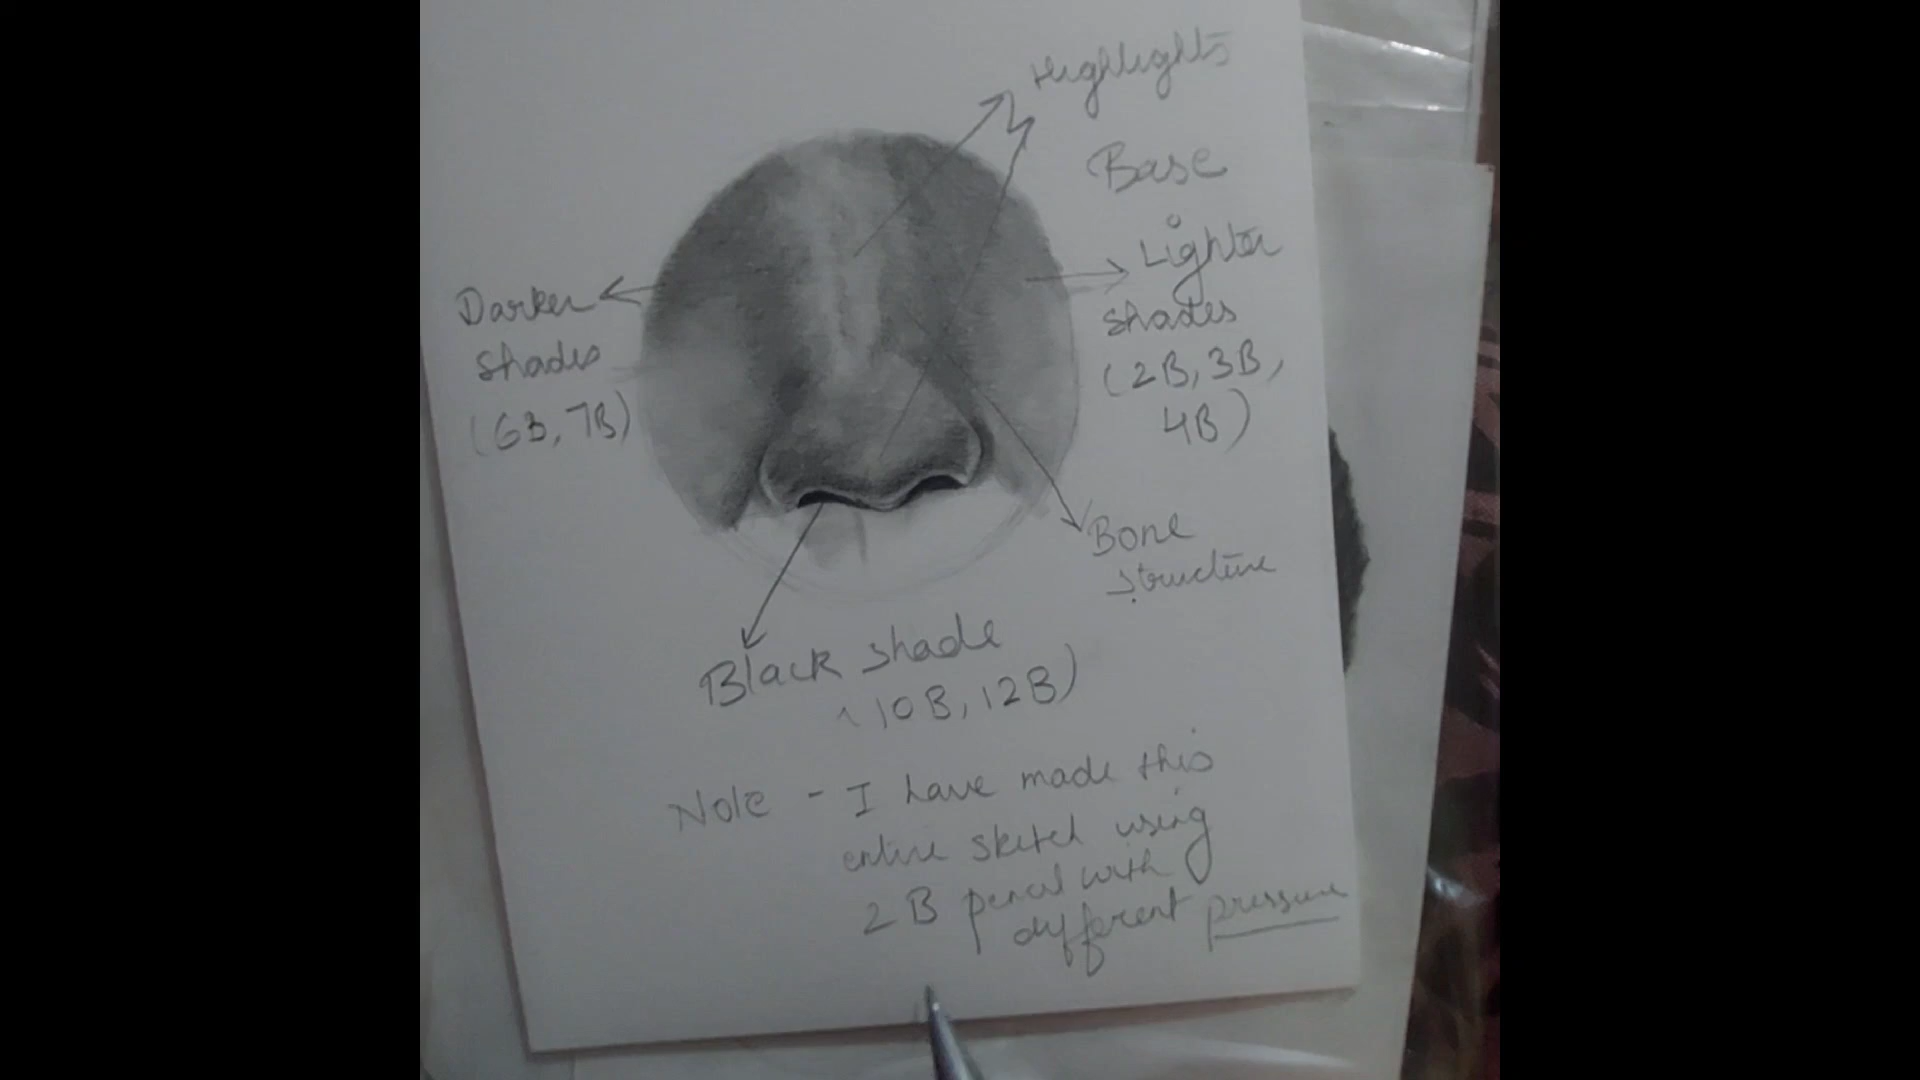 Highlights
Base
Lighter
shades
(2B, 3B,
4B)
Darker
shades
(6B, 7B)
Bone
structure
Black shade
(10B, 12B)
Note - I have made this
entire sketch using
2B pencil with
different pressure